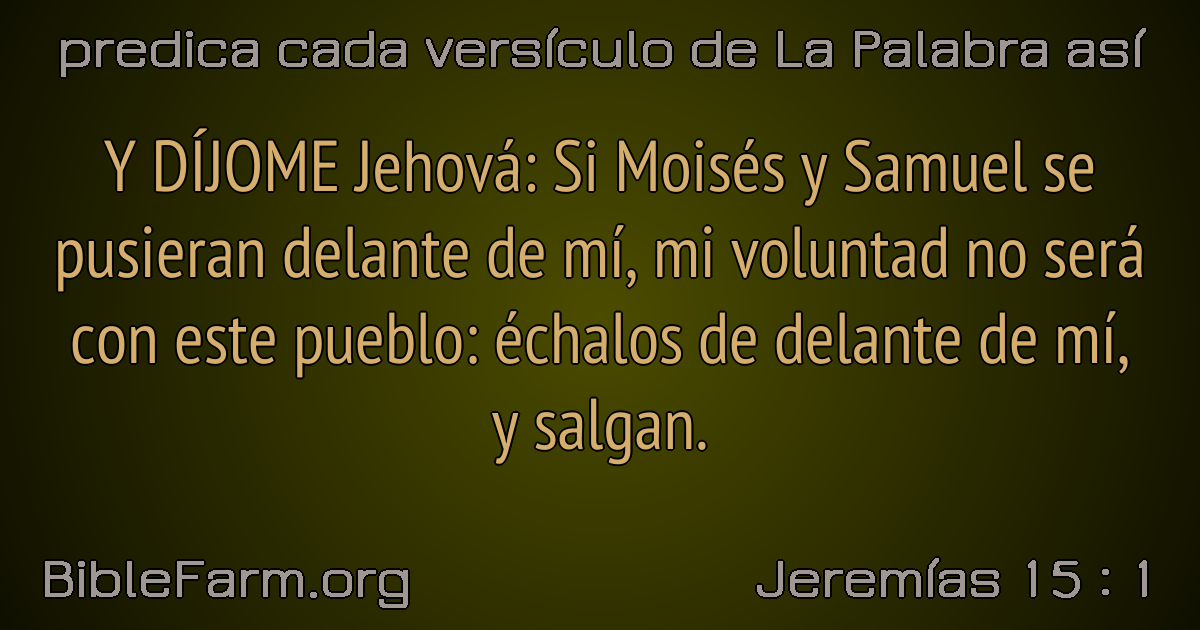 predica cada versículo de La Palabra así
Y DÍJOME Jehová: Si Moisés y Samuel se
pusieran delante de mí, mi voluntad no será
con este pueblo: échalos de delante de mí,
y salgan.
BibleFarm.org
Jeremías 15 : 1